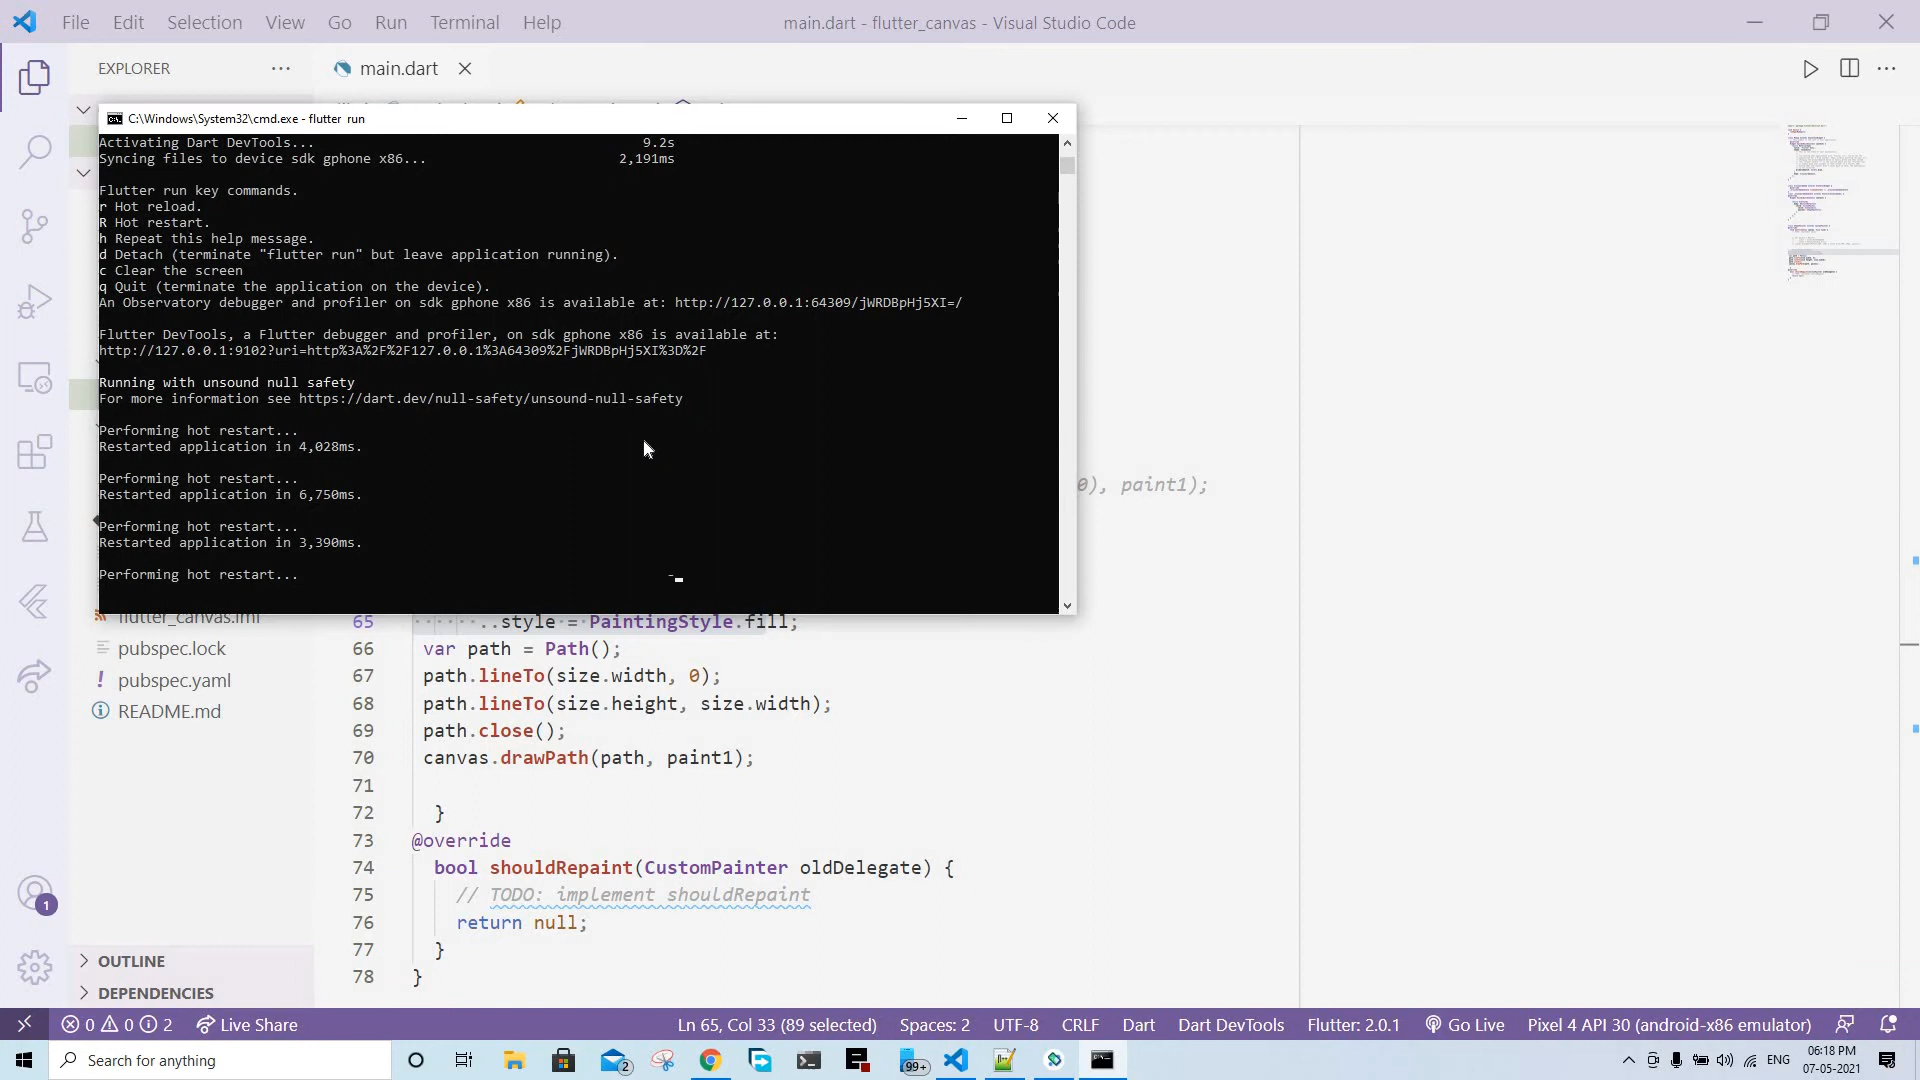 File Edit Selection View Go Run Terminal Help
main.dart - flutter_canvas - Visual Studio Code
EXPLORER
main.dart
C:\Windows\System32\cmd.exe - flutter run
Activating Dart DevTools... 9.2s
Syncing files to device sdk gphone x86... 2,191ms
Flutter run key commands.
r Hot reload.
R Hot restart.
h Repeat this help message.
d Detach (terminate "flutter run" but leave application running).
c Clear the screen
q Quit (terminate the application on the device).
An Observatory debugger and profiler on sdk gphone x86 is available at: http://127.0.0.1:64309/jWRDBpHj5XI=/
Flutter DevTools, a Flutter debugger and profiler, on sdk gphone x86 is available at:
http://127.0.0.1:9102?uri=http%3A%2F%2F127.0.0.1%3A64309%2FjWRDBpHj5XI%3D%2F
Running with unsound null safety
For more information see https://dart.dev/null-safety/unsound-null-safety
Performing hot restart...
Restarted application in 4,028ms.
Performing hot restart...
Restarted application in 6,750ms.
Performing hot restart...
Restarted application in 3,390ms.
Performing hot restart... -
0), paint1);
flutter_canvas.iml
pubspec.lock
pubspec.yaml
README.md
65 ..style = PaintingStyle.fill;
66 var path = Path();
67 path.lineTo(size.width, 0);
68 path.lineTo(size.height, size.width);
69 path.close();
70 canvas.drawPath(path, paint1);
71
72 }
73 @override
74 bool shouldRepaint(CustomPainter oldDelegate) {
75 // TODO: implement shouldRepaint
76 return null;
77 }
78 }
1
OUTLINE
DEPENDENCIES
0 0 2 Live Share
Ln 65, Col 33 (89 selected) Spaces: 2 UTF-8 CRLF Dart Dart DevTools Flutter: 2.0.1 Go Live Pixel 4 API 30 (android-x86 emulator)
Search for anything
2
99+
ENG
06:18 PM
07-05-2021